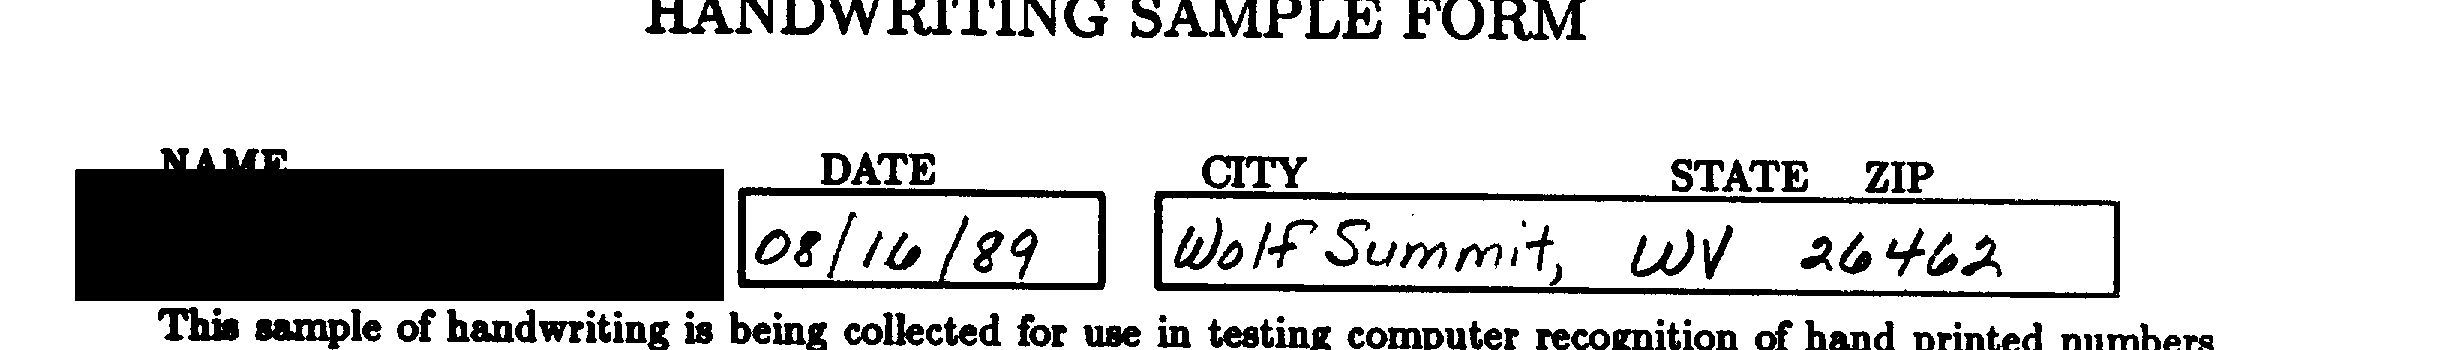 HANDWRITING SAMPLE FORM
NAME DATE CITY STATE ZIP
08/16/89 Wolf Summit, WV 26462
This sample of handwriting is being collected for use in testing computer recognition of hand printed numbers